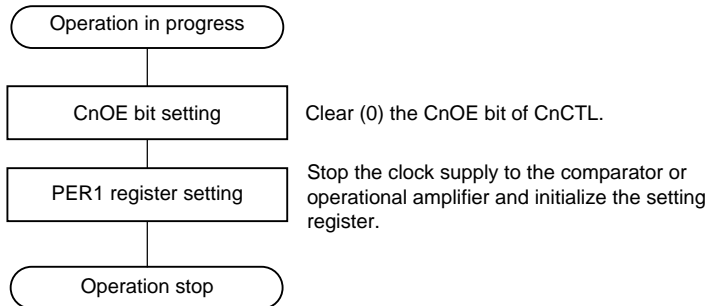 Operation in progress
CnOE bit setting
Clear (0) the CnOE bit of CnCTL.
PER1 register setting
Stop the clock supply to the comparator or
operational amplifier and initialize the setting
register.
Operation stop